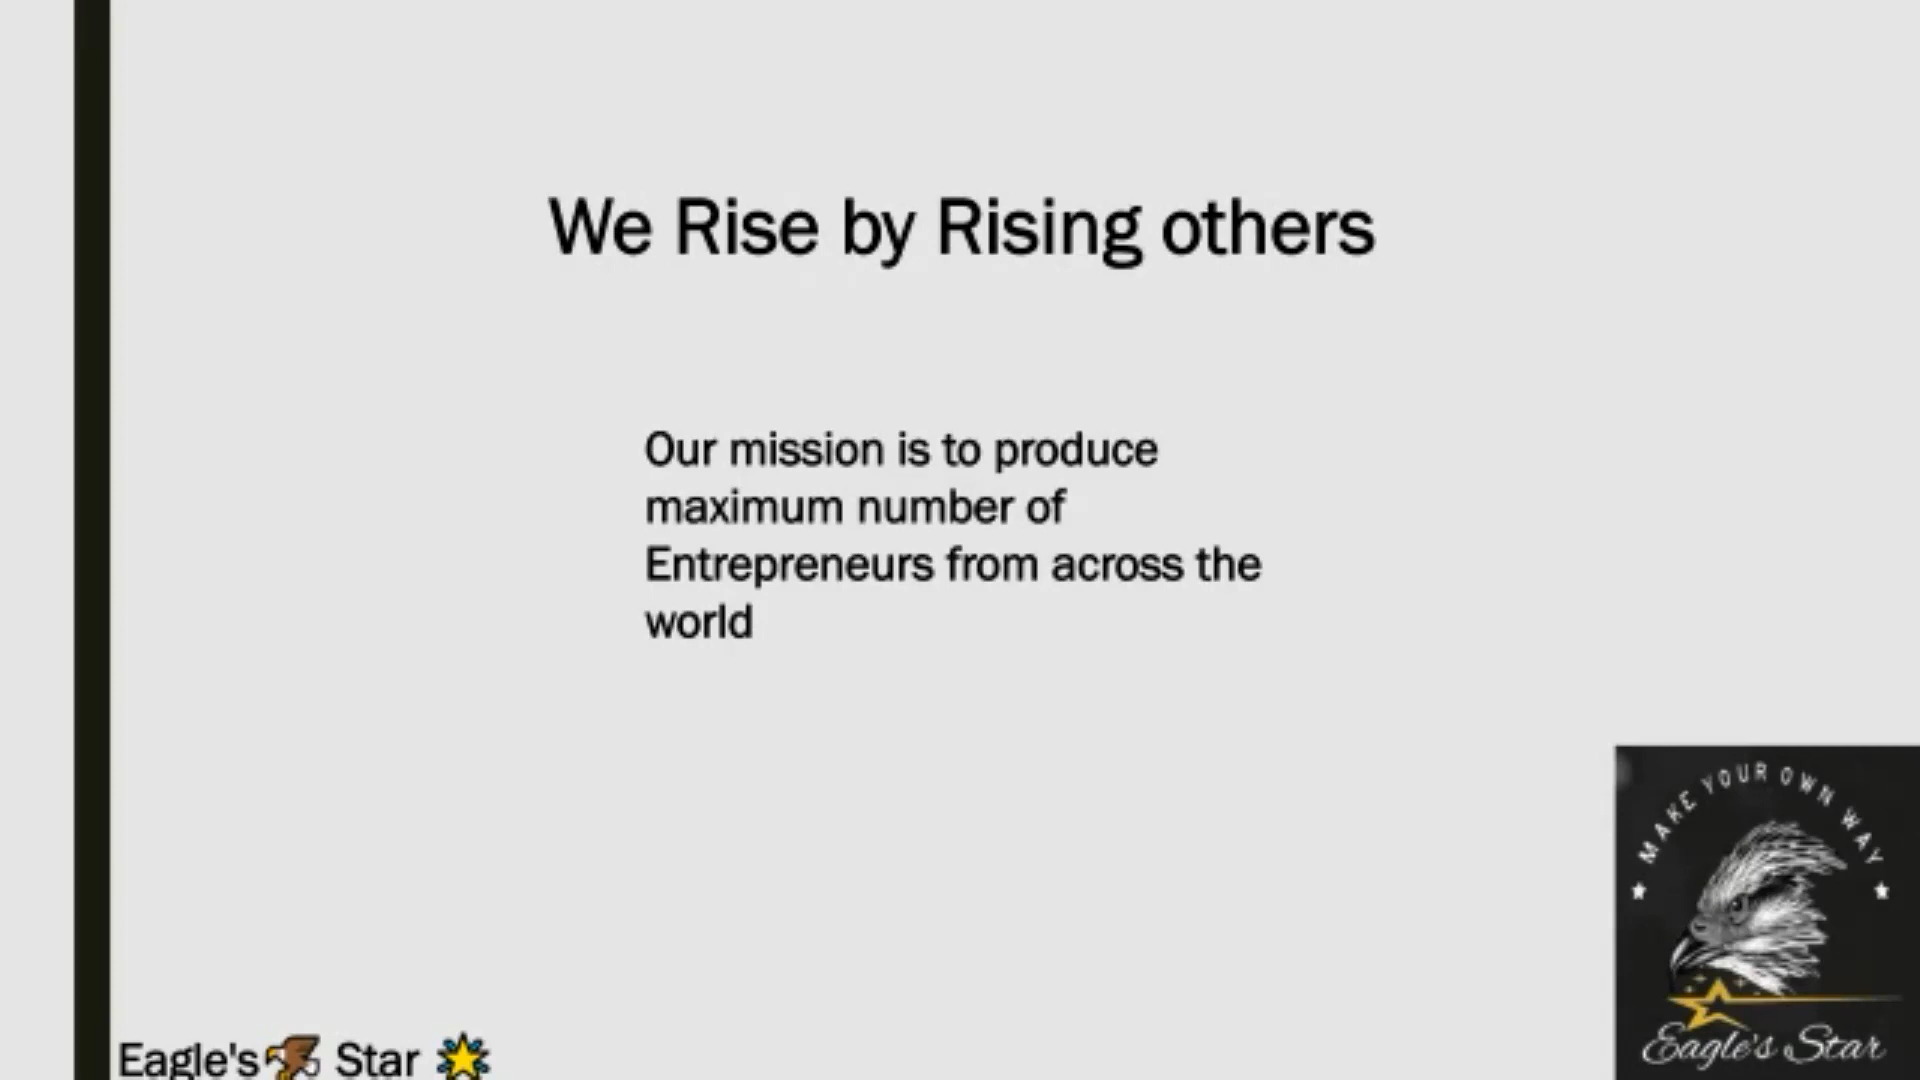 We Rise by Rising others
Our mission is to produce
maximum number of
Entrepreneurs from across the
world
MAKE YOUR OWN WAY
Eagle's Star
Eagle's🦅 Star 🌟